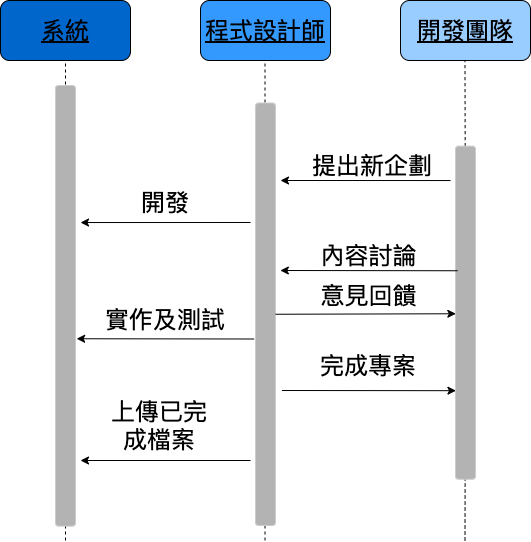 系統
程式設計師
開發團隊
提出新企劃
開發
內容討論
意見回饋
實作及測試
完成專案
上傳已完
成檔案